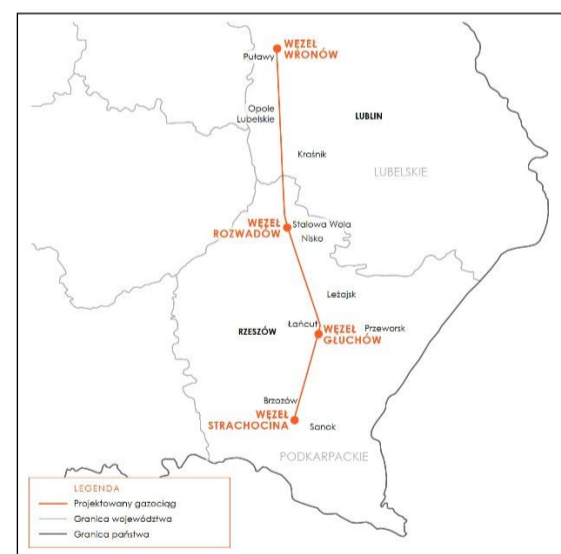 WĘZEŁ
WRONÓW
Puławy
Opole
Lubelskie
LUBLIN
Kraśnik
LUBELSKIE
WĘZEŁ
ROZWADÓW
Stalowa Wola
Nisko
Leżajsk
Łańcut
RZESZÓW
WĘZEŁ
GŁUCHÓW
Przeworsk
Brzozów
WĘZEŁ
STRACHOCINA
Sanok
PODKARPACKIE
LEGENDA
Projektowany gazociąg
Granica województwa
Granica państwa